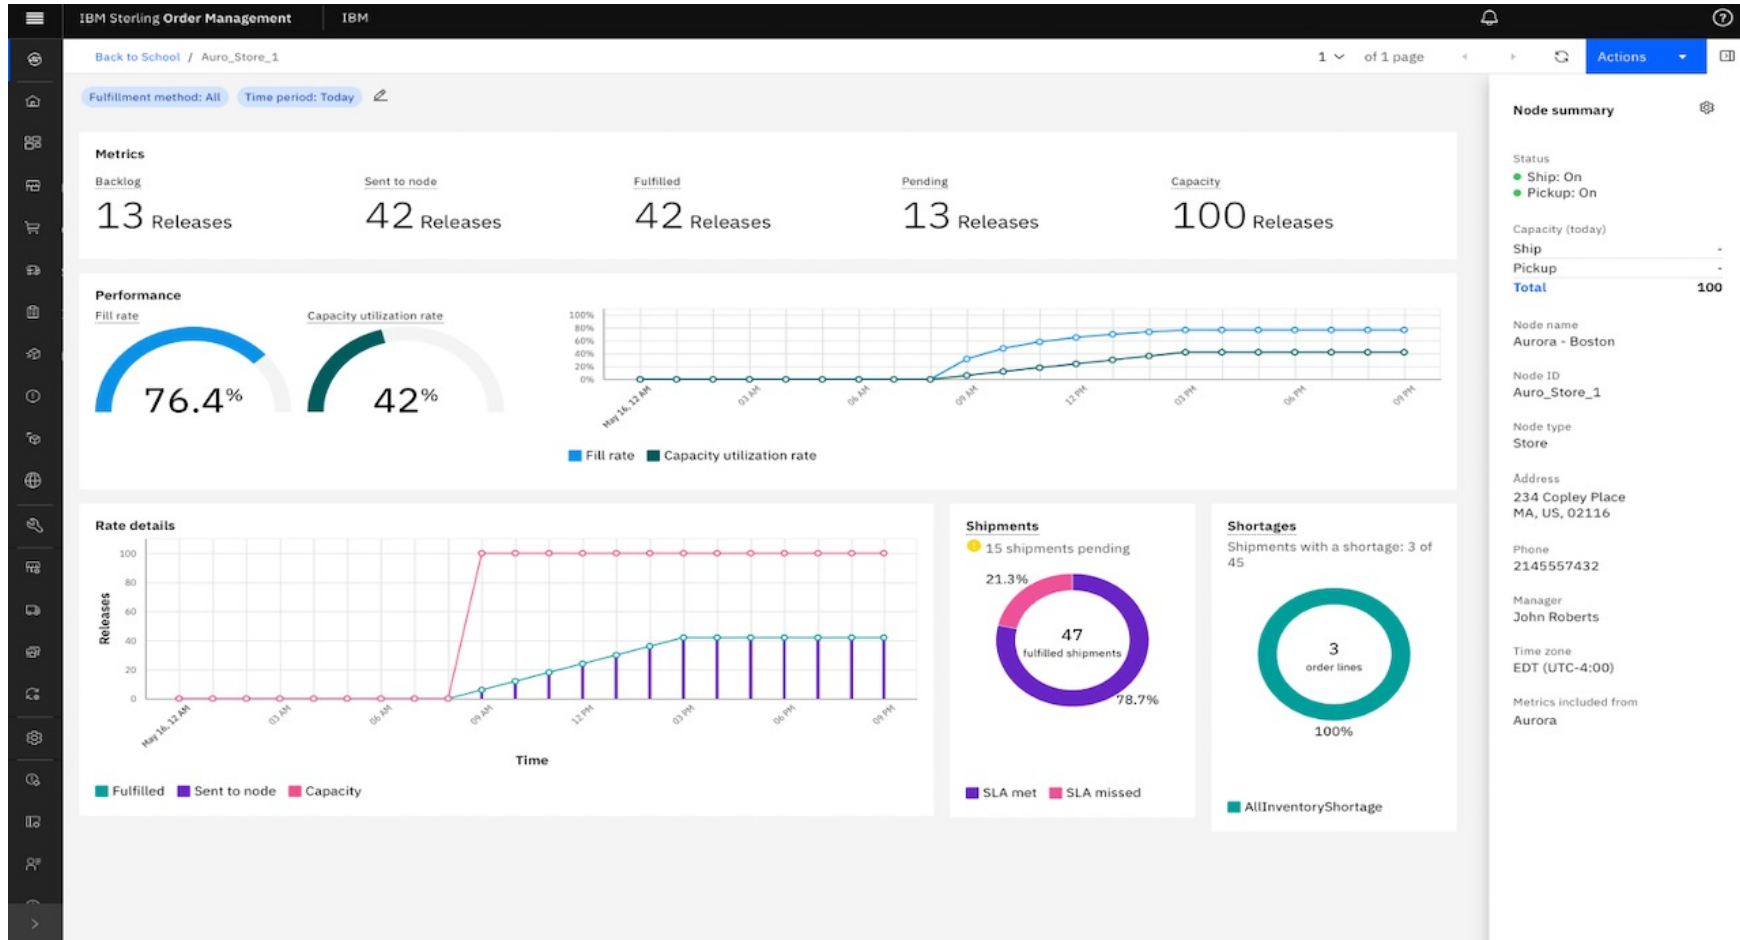 IBM Sterling Order Management
IBM
Back to School / Auro_Store_1
1 of 1 page
Actions
Fulfillment method: All
Time period: Today
Metrics
Backlog
13 Releases
Sent to node
42 Releases
Fulfilled
42 Releases
Pending
13 Releases
Capacity
100 Releases
Performance
Fill rate
76.4%
Capacity utilization rate
42%
100%
80%
60%
40%
20%
0%
May 16, 12 AM
03 AM
06 AM
09 AM
12 PM
03 PM
06 PM
09 PM
Fill rate
Capacity utilization rate
Rate details
Releases
100
80
60
40
20
0
May 16, 12 AM
03 AM
06 AM
09 AM
12 PM
03 PM
06 PM
09 PM
Time
Fulfilled
Sent to node
Capacity
Shipments
15 shipments pending
21.3%
47
fulfilled shipments
78.7%
SLA met
SLA missed
Shortages
Shipments with a shortage: 3 of
45
3
order lines
100%
AllInventoryShortage
Node summary
Status
Ship: On
Pickup: On
Capacity (today)
Ship -
Pickup -
Total 100
Node name
Aurora - Boston
Node ID
Auro_Store_1
Node type
Store
Address
234 Copley Place
MA, US, 02116
Phone
2145557432
Manager
John Roberts
Time zone
EDT (UTC-4:00)
Metrics included from
Aurora